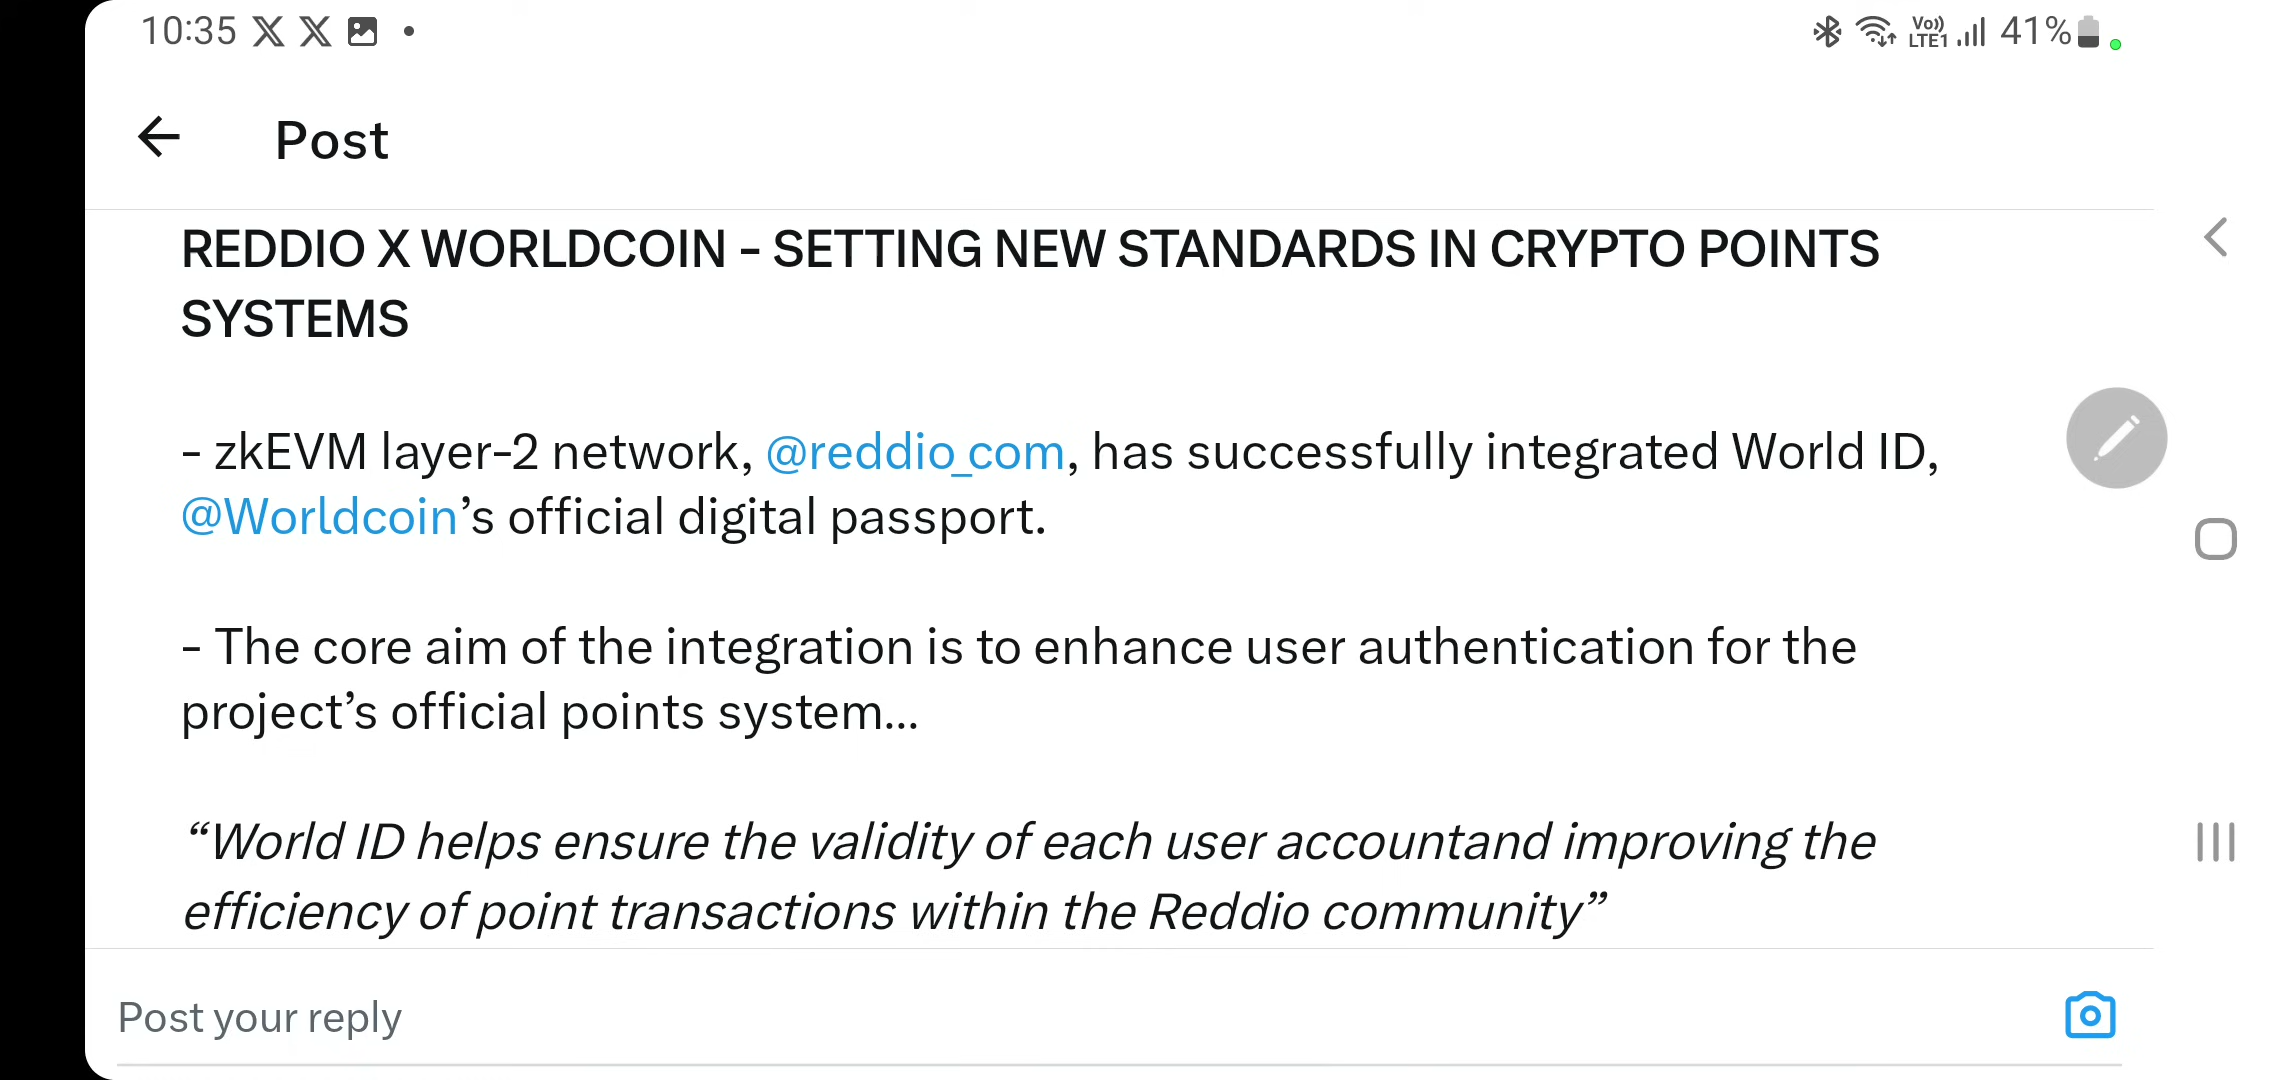 10:35
Vo)) LTE1 41%
Post
REDDIO X WORLDCOIN - SETTING NEW STANDARDS IN CRYPTO POINTS
SYSTEMS
- zkEVM layer-2 network, @reddio_com, has successfully integrated World ID,
@Worldcoin’s official digital passport.
- The core aim of the integration is to enhance user authentication for the
project’s official points system...
“World ID helps ensure the validity of each user accountand improving the
efficiency of point transactions within the Reddio community”
Post your reply